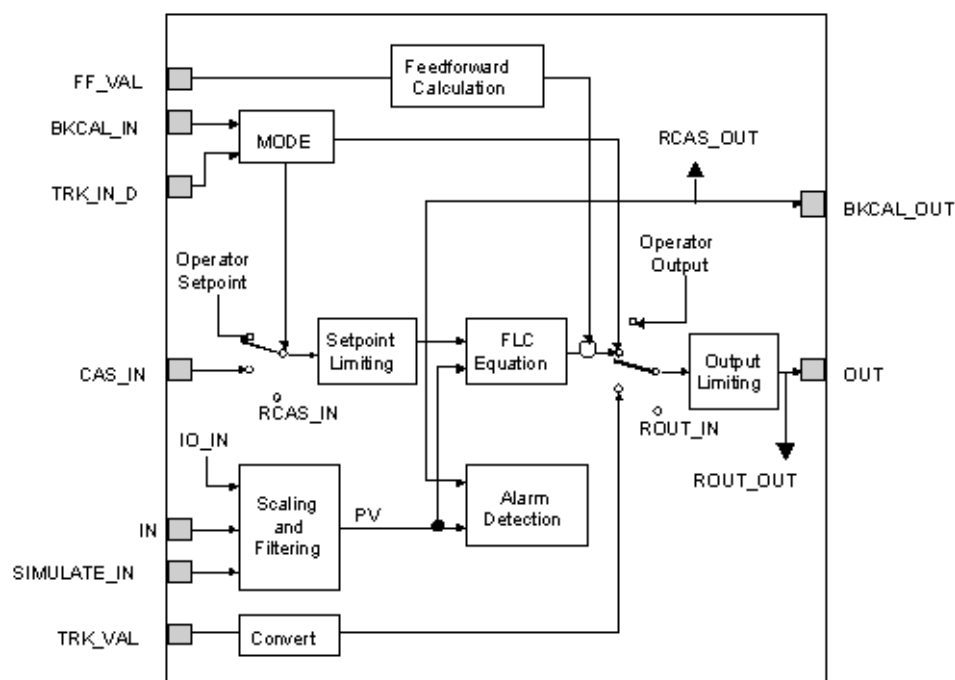 FF_VAL
Feedforward
Calculation
BKCAL_IN
MODE
RCAS_OUT
TRK_IN_D
BKCAL_OUT
Operator
Setpoint
Operator
Output
Setpoint
Limiting
FLC
Equation
Output
Limiting
CAS_IN
OUT
RCAS_IN
ROUT_IN
IO_IN
ROUT_OUT
Scaling
and
Filtering
PV
Alarm
Detection
IN
SIMULATE_IN
TRK_VAL
Convert